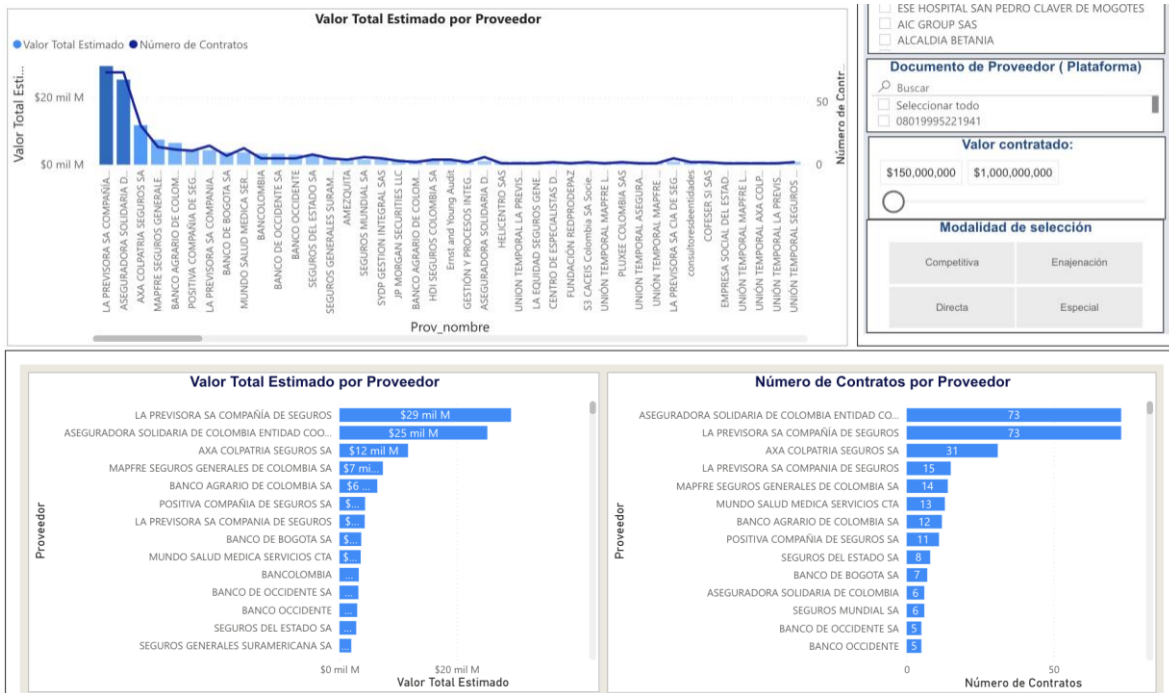 Valor Total Estimado por Proveedor
Valor Total Estimado Número de Contratos
Valor Total Esti...
$20 mil M
$0 mil M
50
0
Número de Contr...
LA PREVISORA SA COMPAÑÍA...
ASEGURADORA SOLIDARIA D...
AXA COLPATRIA SEGUROS SA
MAPFRE SEGUROS GENERALE...
BANCO AGRARIO DE COLOM...
POSITIVA COMPAÑIA DE SEG...
LA PREVISORA SA COMPANIA...
BANCO DE BOGOTA SA
MUNDO SALUD MEDICA SER...
BANCOLOMBIA
BANCO DE OCCIDENTE SA
BANCO OCCIDENTE
SEGUROS DEL ESTADO SA
SEGUROS GENERALES SURAM...
AMEZQUITA
SEGUROS MUNDIAL SA
SYDP GESTION INTEGRAL SAS
JP MORGAN SECURITIES LLC
BANCO AGRARIO DE COLOM...
HDI SEGUROS COLOMBIA SA
Ernst and Young Audit
GESTIÓN Y PROCESOS INTEG...
ASEGURADORA SOLIDARIA D...
HELICENTRO SAS
UNION TEMPORAL LA PREVIS...
LA EQUIDAD SEGUROS GENE...
CENTRO DE ESPECIALISTAS D...
FUNDACIÓN REDPRODEPAZ
S3 CACEIS Colombia SA Socie...
UNIÓN TEMPORAL MAPFRE L...
PLUXEE COLOMBIA SAS
UNION TEMPORAL ASEGURA...
UNIÓN TEMPORAL MAPFRE ...
LA PREVISORA SA CIA DE SEG...
consultoresdeentidades
COFESER SI SAS
EMPRESA SOCIAL DEL ESTAD...
UNIÓN TEMPORAL MAPFRE L...
UNIÓN TEMPORAL AXA COLP...
UNIÓN TEMPORAL LA PREVIS...
UNIÓN TEMPORAL SEGUROS ...
Prov_nombre
ESE HOSPITAL SAN PEDRO CLAVER DE MOGOTES
AIC GROUP SAS
ALCALDIA BETANIA
Documento de Proveedor ( Plataforma)
Buscar
Seleccionar todo
08019995221941
Valor contratado:
$150,000,000 $1,000,000,000
Modalidad de selección
Competitiva Enajenación
Directa Especial
Valor Total Estimado por Proveedor
Proveedor
LA PREVISORA SA COMPAÑÍA DE SEGUROS $29 mil M
ASEGURADORA SOLIDARIA DE COLOMBIA ENTIDAD COO... $25 mil M
AXA COLPATRIA SEGUROS SA $12 mil M
MAPFRE SEGUROS GENERALES DE COLOMBIA SA $7 mi...
BANCO AGRARIO DE COLOMBIA SA $6 ...
POSITIVA COMPAÑIA DE SEGUROS SA $...
LA PREVISORA SA COMPANIA DE SEGUROS $...
BANCO DE BOGOTA SA $...
MUNDO SALUD MEDICA SERVICIOS CTA $...
BANCOLOMBIA ...
BANCO DE OCCIDENTE SA ...
BANCO OCCIDENTE ...
SEGUROS DEL ESTADO SA ...
SEGUROS GENERALES SURAMERICANA SA ...
$0 mil M $20 mil M
Valor Total Estimado
Número de Contratos por Proveedor
Proveedor
ASEGURADORA SOLIDARIA DE COLOMBIA ENTIDAD CO... 73
LA PREVISORA SA COMPAÑÍA DE SEGUROS 73
AXA COLPATRIA SEGUROS SA 31
LA PREVISORA SA COMPANIA DE SEGUROS 15
MAPFRE SEGUROS GENERALES DE COLOMBIA SA 14
MUNDO SALUD MEDICA SERVICIOS CTA 13
BANCO AGRARIO DE COLOMBIA SA 12
POSITIVA COMPAÑIA DE SEGUROS SA 11
SEGUROS DEL ESTADO SA 8
BANCO DE BOGOTA SA 7
ASEGURADORA SOLIDARIA DE COLOMBIA 6
SEGUROS MUNDIAL SA 6
BANCO DE OCCIDENTE SA 5
BANCO OCCIDENTE 5
0 50
Número de Contratos